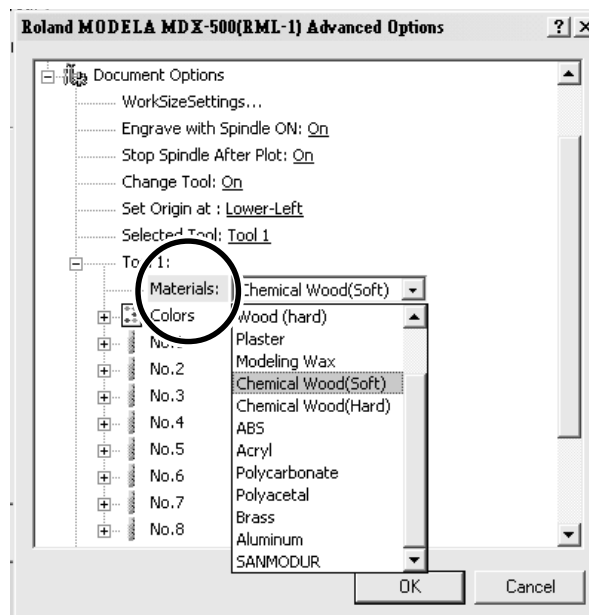 Roland MODELA MDX-500(RML-1) Advanced Options
Document Options
WorkSizeSettings...
Engrave with Spindle ON: On
Stop Spindle After Plot: On
Change Tool: On
Set Origin at : Lower-Left
Selected Tool: Tool 1
1:
Materials: Chemical Wood(Soft)
Colors
Wood (hard)
Plaster
Modeling Wax
Chemical Wood(Soft)
Chemical Wood(Hard)
ABS
Acryl
Polycarbonate
Polyacetal
Brass
Aluminum
SANMODUR
No.2
No.3
No.4
No.5
No.6
No.7
No.8
OK
Cancel